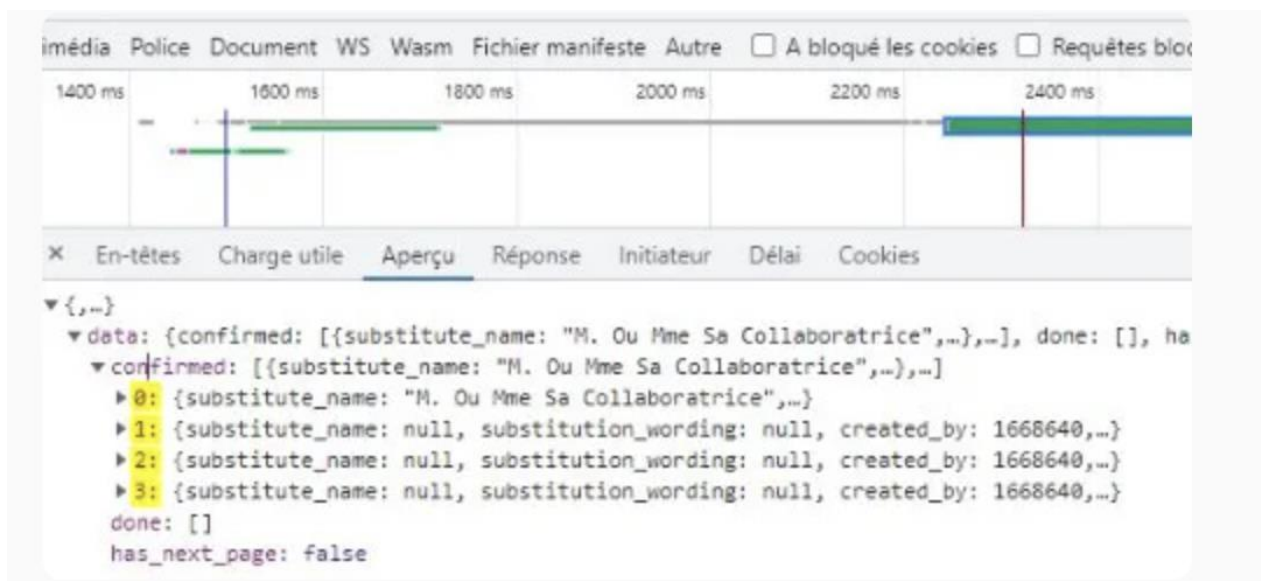 imédia Police Document WS Wasm Fichier manifeste Autre A bloqué les cookies Requêtes bloc
1400 ms 1600 ms 1800 ms 2000 ms 2200 ms 2400 ms
× En-têtes Charge utile Aperçu Réponse Initiateur Délai Cookies
▼{,…}
▼data: {confirmed: [{substitute_name: "M. Ou Mme Sa Collaboratrice",…},…], done: [], ha
▼confirmed: [{substitute_name: "M. Ou Mme Sa Collaboratrice",…},…]
▶0: {substitute_name: "M. Ou Mme Sa Collaboratrice",…}
▶1: {substitute_name: null, substitution_wording: null, created_by: 1668640,…}
▶2: {substitute_name: null, substitution_wording: null, created_by: 1668640,…}
▶3: {substitute_name: null, substitution_wording: null, created_by: 1668640,…}
done: []
has_next_page: false